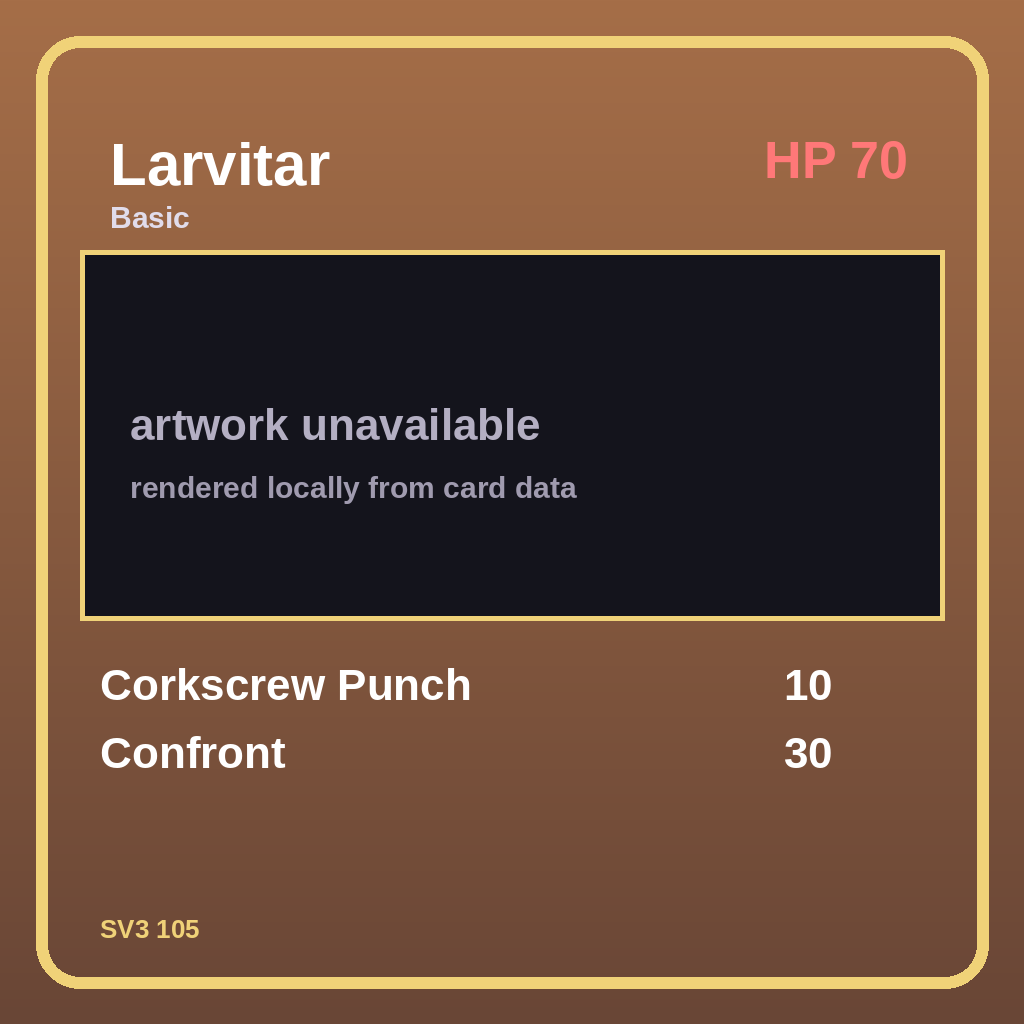 Larvitar
HP 70
Basic
artwork unavailable
rendered locally from card data
Corkscrew Punch 10
Confront 30
SV3 105